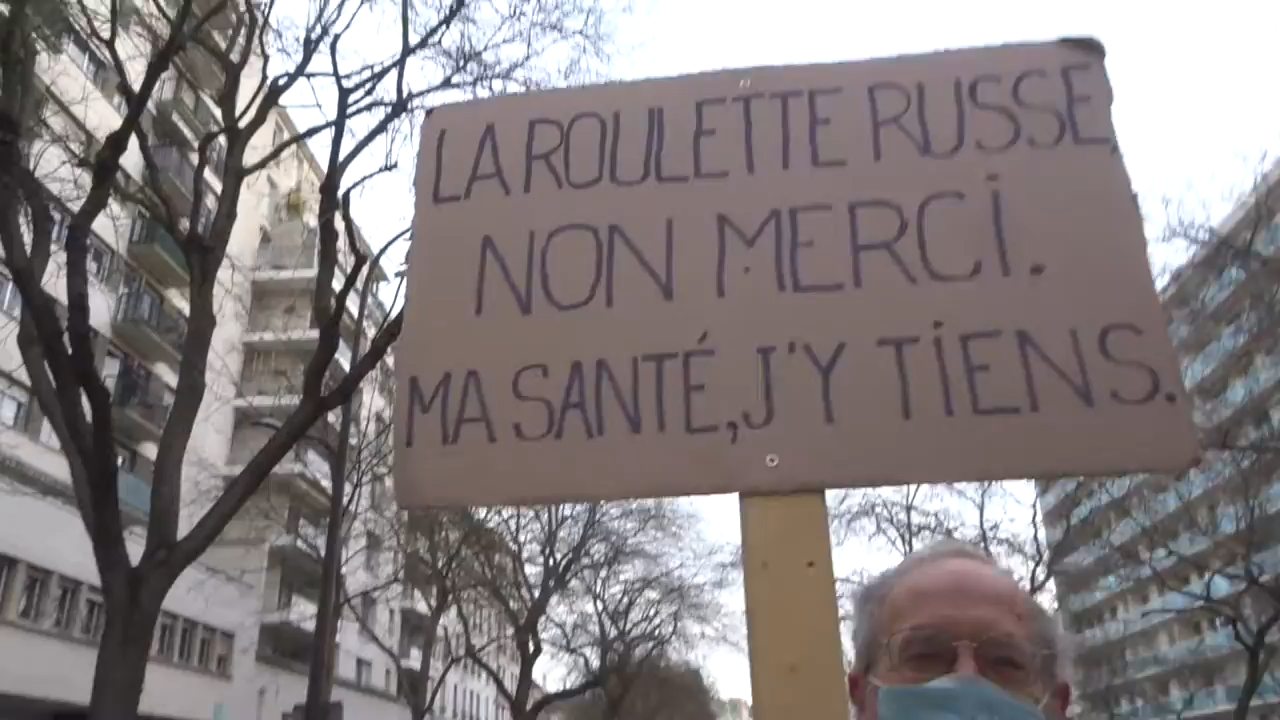 LA ROULETTE RUSSE,
NON MERCI.
MA SANTÉ, J'Y TIENS.